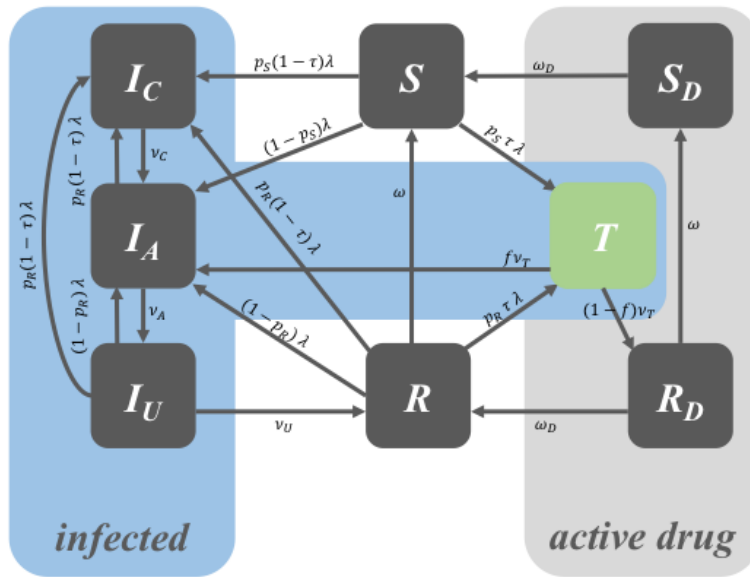 I_C
p_S(1 − τ)λ
S
ω_D
S_D
p_R(1 − τ) λ
ν_C
(1 − p_S)λ
p_S τ λ
p_R(1 − τ) λ
p_R(1 − τ) λ
ω
ω
I_A
T
fν_T
(1 − p_R) λ
ν_A
(1 − p_R) λ
p_R τ λ
(1 − f)ν_T
I_U
ν_U
R
ω_D
R_D
infected
active drug